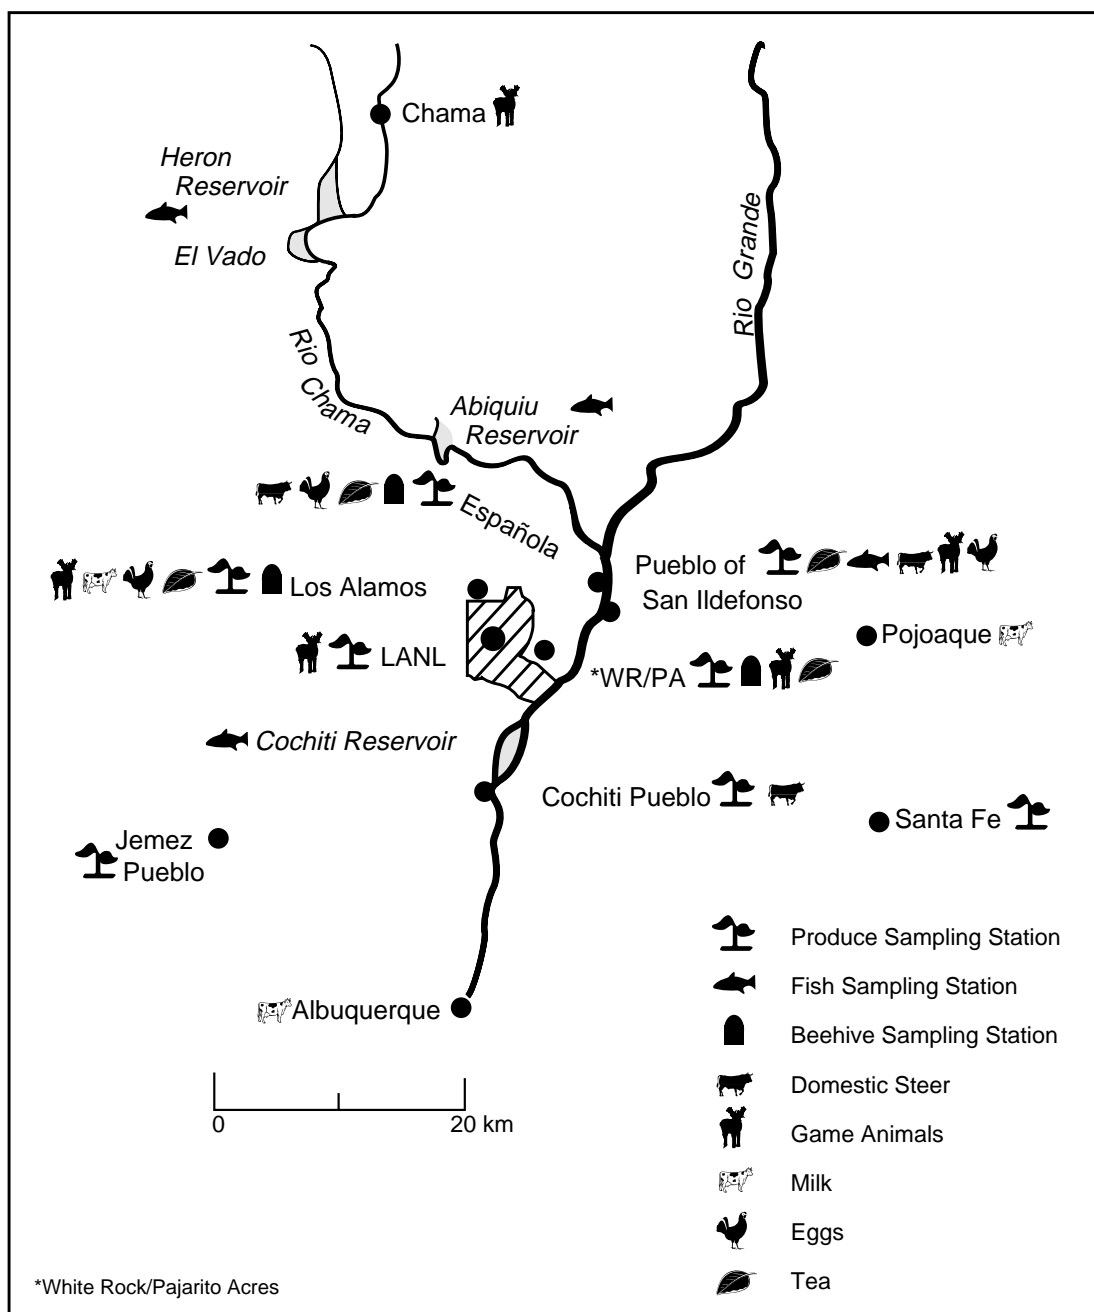 Chama
Heron
Reservoir
El Vado
Rio Grande
Rio Chama
Abiquiu
Reservoir
Española
Pueblo of
San Ildefonso
Los Alamos
Pojoaque
LANL
*WR/PA
Cochiti Reservoir
Cochiti Pueblo
Santa Fe
Jemez
Pueblo
Produce Sampling Station
Fish Sampling Station
Beehive Sampling Station
Albuquerque
Domestic Steer
0 20 km
Game Animals
Milk
Eggs
Tea
*White Rock/Pajarito Acres